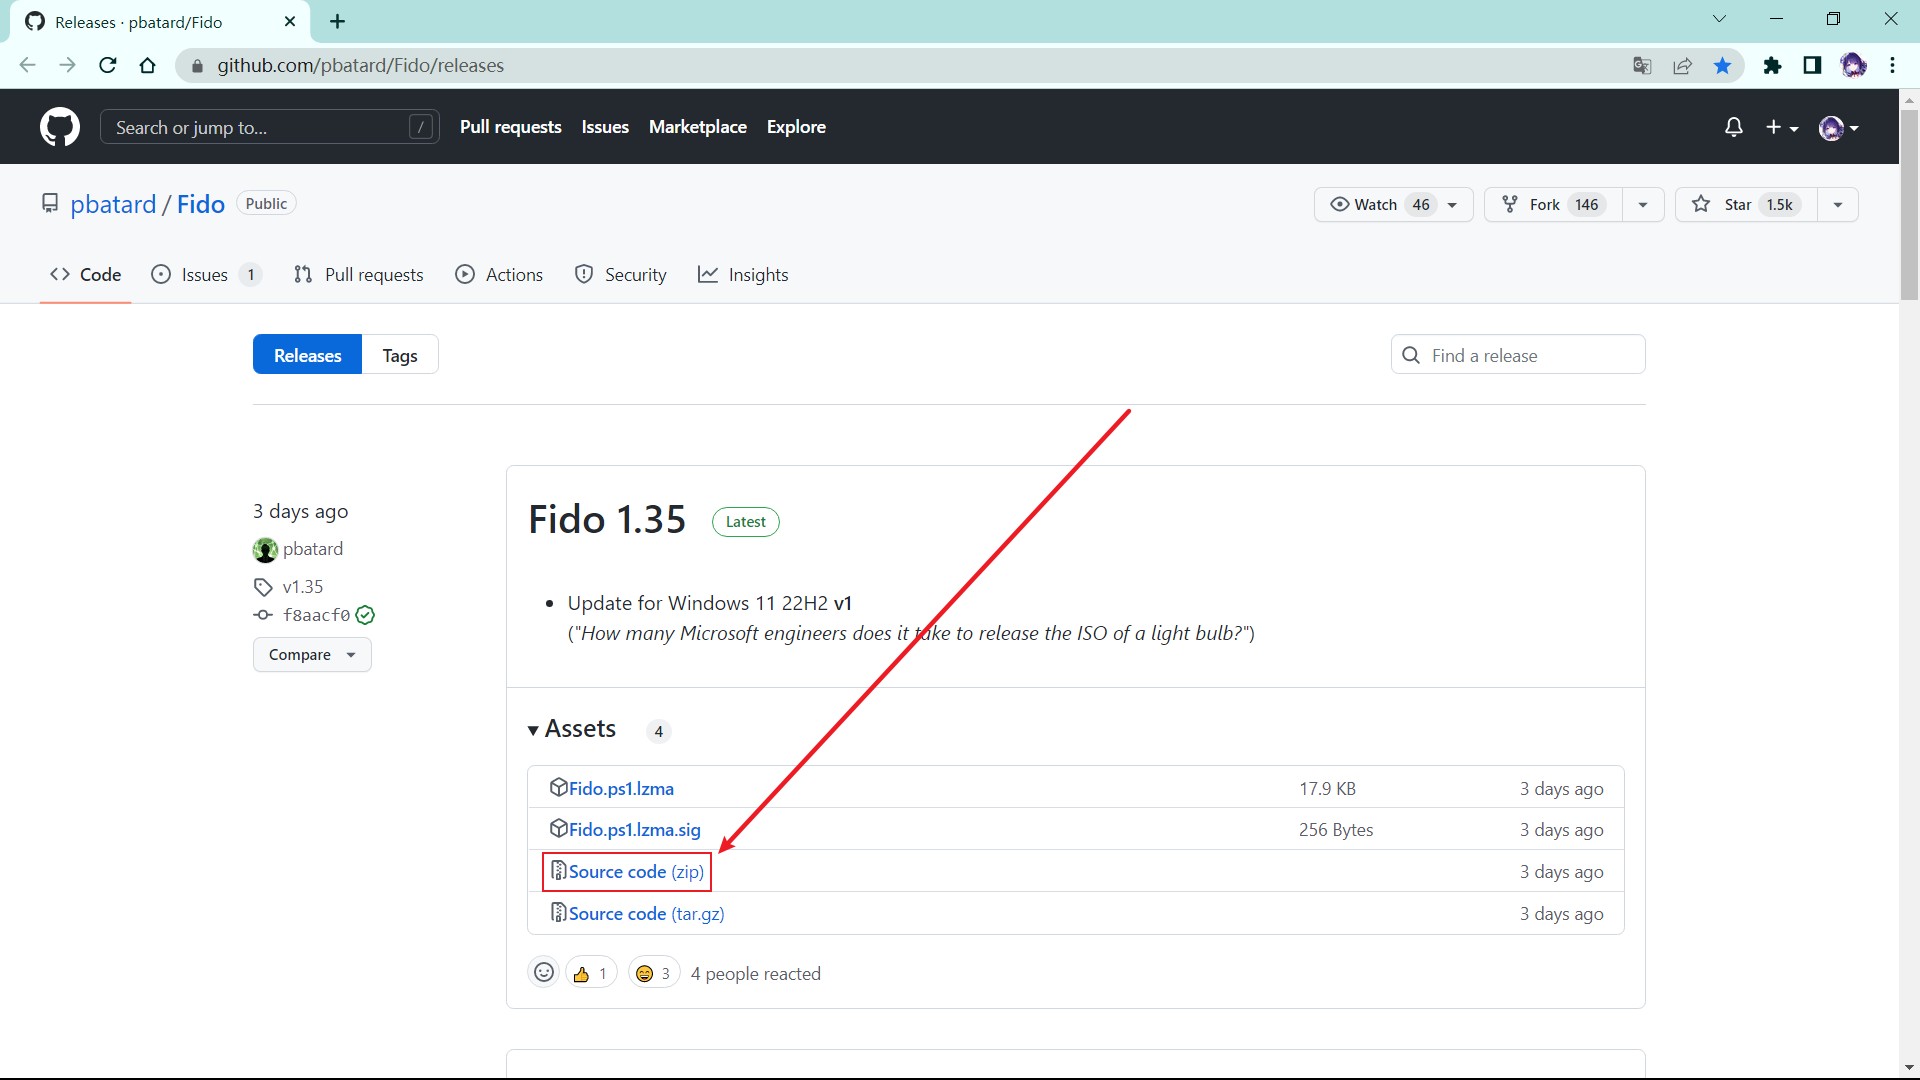 Releases · pbatard/Fido
github.com/pbatard/Fido/releases
Search or jump to... /
Pull requests Issues Marketplace Explore
pbatard / Fido Public
Watch 46 Fork 146 Star 1.5k
Code Issues 1 Pull requests Actions Security Insights
Releases Tags
Find a release
3 days ago
pbatard
v1.35
f8aacf0
Compare
Fido 1.35 Latest
• Update for Windows 11 22H2 v1
("How many Microsoft engineers does it take to release the ISO of a light bulb?")
Assets 4
Fido.ps1.lzma 17.9 KB 3 days ago
Fido.ps1.lzma.sig 256 Bytes 3 days ago
Source code (zip) 3 days ago
Source code (tar.gz) 3 days ago
1 3 4 people reacted